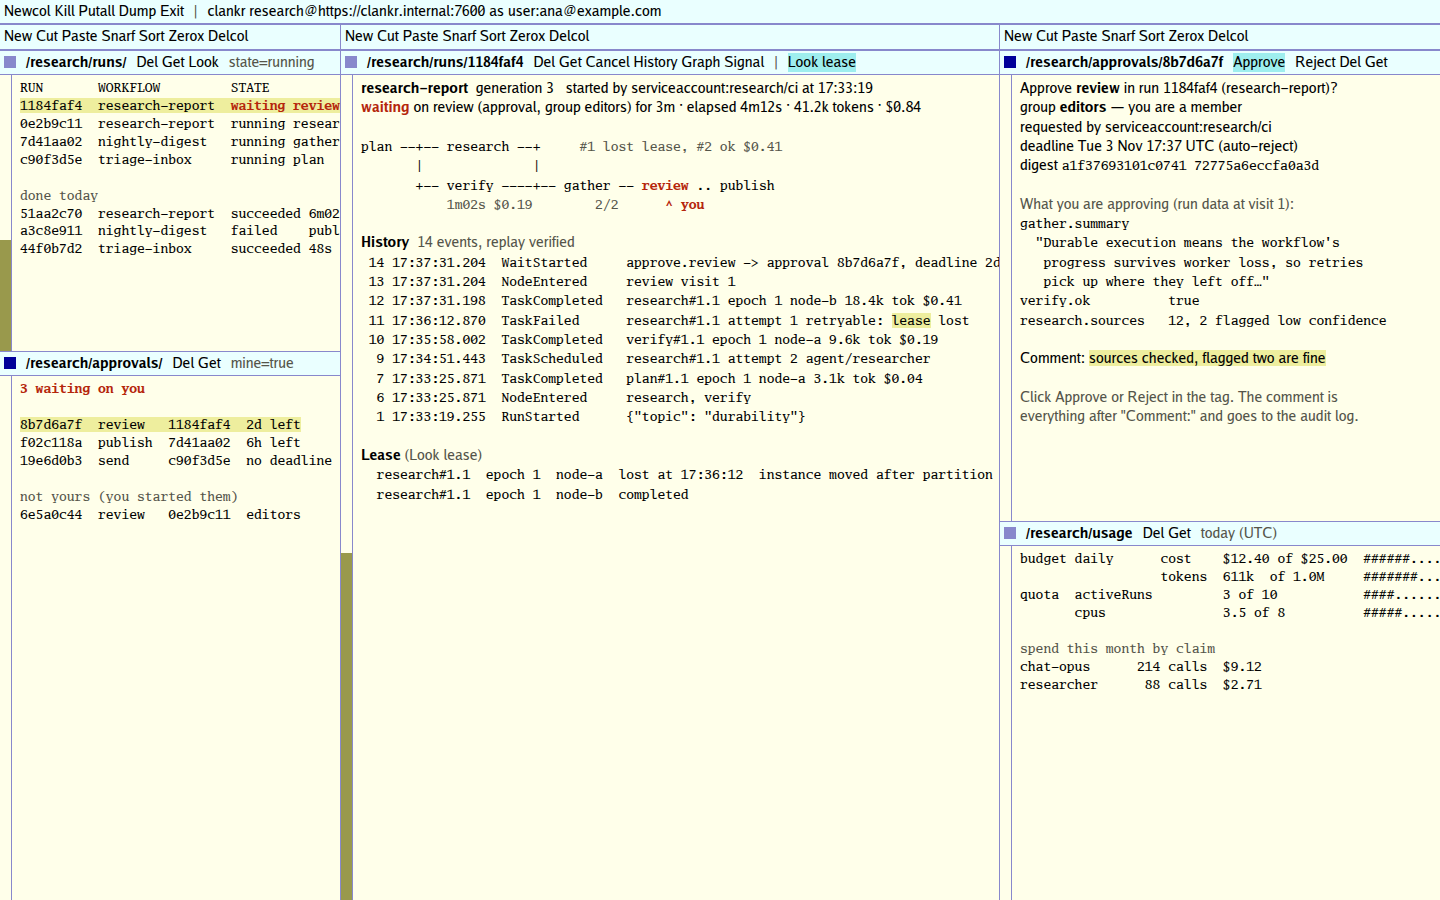 Newcol Kill Putall Dump Exit | clankr research@https://clankr.internal:7600 as user:ana@example.com
New Cut Paste Snarf Sort Zerox Delcol
/research/runs/ Del Get Look state=running
RUN WORKFLOW STATE
1184faf4 research-report waiting review
0e2b9c11 research-report running resear
7d41aa02 nightly-digest running gather
c90f3d5e triage-inbox running plan
done today
51aa2c70 research-report succeeded 6m02
a3c8e911 nightly-digest failed publ
44f0b7d2 triage-inbox succeeded 48s
/research/approvals/ Del Get mine=true
3 waiting on you
8b7d6a7f review 1184faf4 2d left
f02c118a publish 7d41aa02 6h left
19e6d0b3 send c90f3d5e no deadline
not yours (you started them)
6e5a0c44 review 0e2b9c11 editors
New Cut Paste Snarf Sort Zerox Delcol
/research/runs/1184faf4 Del Get Cancel History Graph Signal | Look lease
research-report generation 3 started by serviceaccount:research/ci at 17:33:19
waiting on review (approval, group editors) for 3m · elapsed 4m12s · 41.2k tokens · $0.84
plan --+-- research --+ #1 lost lease, #2 ok $0.41
| |
+-- verify ----+-- gather -- review .. publish
1m02s $0.19 2/2 ^ you
History 14 events, replay verified
14 17:37:31.204 WaitStarted approve.review -> approval 8b7d6a7f, deadline 2d
13 17:37:31.204 NodeEntered review visit 1
12 17:37:31.198 TaskCompleted research#1.1 epoch 1 node-b 18.4k tok $0.41
11 17:36:12.870 TaskFailed research#1.1 attempt 1 retryable: lease lost
10 17:35:58.002 TaskCompleted verify#1.1 epoch 1 node-a 9.6k tok $0.19
9 17:34:51.443 TaskScheduled research#1.1 attempt 2 agent/researcher
7 17:33:25.871 TaskCompleted plan#1.1 epoch 1 node-a 3.1k tok $0.04
6 17:33:25.871 NodeEntered research, verify
1 17:33:19.255 RunStarted {"topic": "durability"}
Lease (Look lease)
research#1.1 epoch 1 node-a lost at 17:36:12 instance moved after partition
research#1.1 epoch 1 node-b completed
New Cut Paste Snarf Sort Zerox Delcol
/research/approvals/8b7d6a7f Approve Reject Del Get
Approve review in run 1184faf4 (research-report)?
group editors — you are a member
requested by serviceaccount:research/ci
deadline Tue 3 Nov 17:37 UTC (auto-reject)
digest a1f37693101c0741 72775a6eccfa0a3d
What you are approving (run data at visit 1):
gather.summary
"Durable execution means the workflow's
progress survives worker loss, so retries
pick up where they left off…"
verify.ok true
research.sources 12, 2 flagged low confidence
Comment: sources checked, flagged two are fine
Click Approve or Reject in the tag. The comment is
everything after "Comment:" and goes to the audit log.
/research/usage Del Get today (UTC)
budget daily cost $12.40 of $25.00 ######....
tokens 611k of 1.0M #######...
quota activeRuns 3 of 10 ####......
cpus 3.5 of 8 #####.....
spend this month by claim
chat-opus 214 calls $9.12
researcher 88 calls $2.71